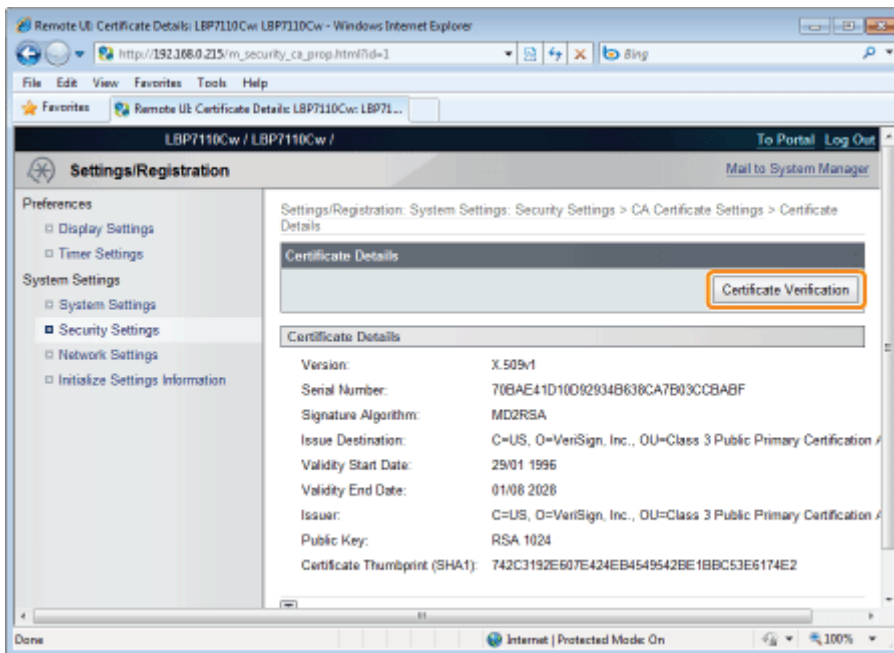 Remote UI: Certificate Details: LBP7110Cw: LBP7110Cw - Windows Internet Explorer
http://192.168.0.215/m_security_ca_prop.html?id=1
Bing
File Edit View Favorites Tools Help
Favorites Remote UI: Certificate Details: LBP7110Cw: LBP71...
LBP7110Cw / LBP7110Cw / To Portal Log Out
Settings/Registration Mail to System Manager
Preferences
Display Settings
Timer Settings
System Settings
System Settings
Security Settings
Network Settings
Initialize Settings Information
Settings/Registration: System Settings: Security Settings > CA Certificate Settings > Certificate
Details
Certificate Details
Certificate Verification
Certificate Details
Version: X.509v1
Serial Number: 70BAE41D10D92934B638CA7B03CCBABF
Signature Algorithm: MD2RSA
Issue Destination: C=US, O=VeriSign, Inc., OU=Class 3 Public Primary Certification A
Validity Start Date: 29/01 1996
Validity End Date: 01/08 2028
Issuer: C=US, O=VeriSign, Inc., OU=Class 3 Public Primary Certification A
Public Key: RSA 1024
Certificate Thumbprint (SHA1): 742C3192E607E424EB4549542BE1BBC53E6174E2
Done Internet | Protected Mode: On 100%